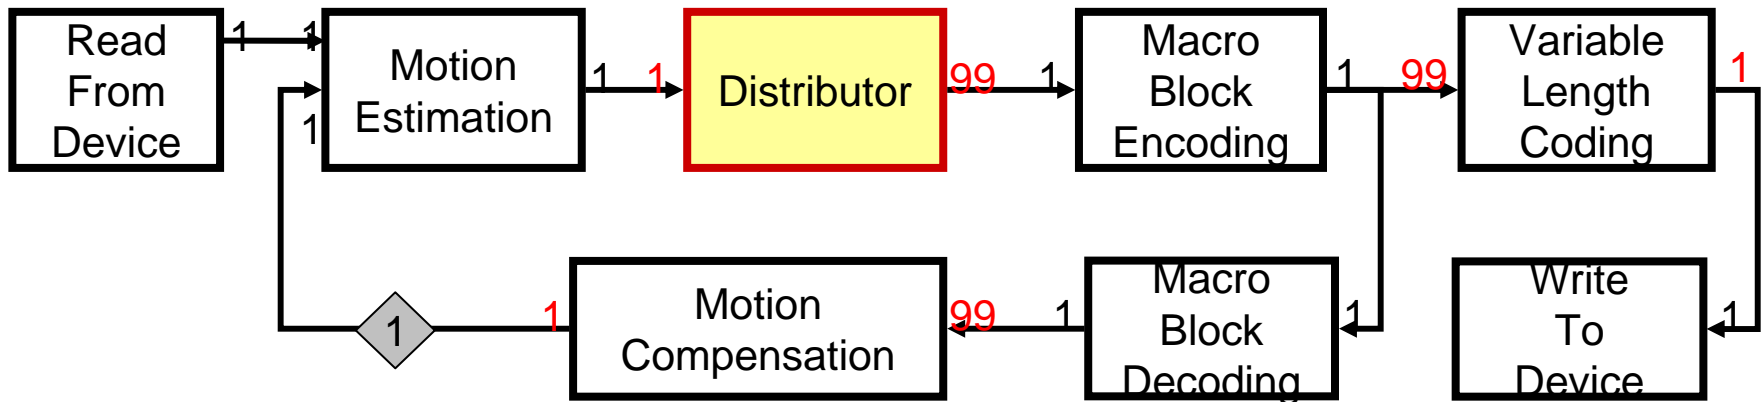 Read
From
Device
1
1
1
Motion
Estimation
1
1
Distributor
99
1
Macro
Block
Encoding
1
99
Variable
Length
Coding
1
1
Motion
Compensation
1
99
1
Macro
Block
Decoding
1
Write
To
Device
1